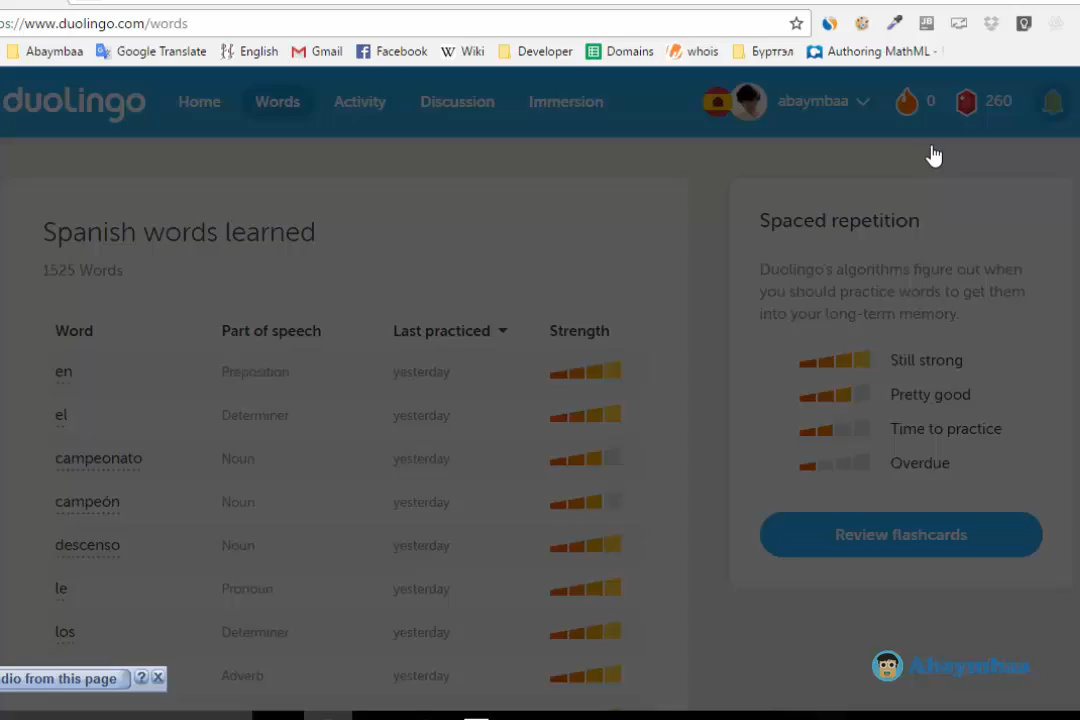 ps://www.duolingo.com/words
Abaymbaa Google Translate English Gmail Facebook Wiki Developer Domains whois Буртгэл Authoring MathML -
duolingo Home Words Activity Discussion Immersion abaymbaa 0 260
Spanish words learned
1525 Words
Word Part of speech Last practiced Strength
en Preposition yesterday
el Determiner yesterday
campeonato Noun yesterday
campeón Noun yesterday
descenso Noun yesterday
le Pronoun yesterday
los Determiner yesterday
Adverb yesterday
Spaced repetition
Duolingo's algorithms figure out when
you should practice words to get them
into your long-term memory.
Still strong
Pretty good
Time to practice
Overdue
Review flashcards
dio from this page ?
Abaymbaa